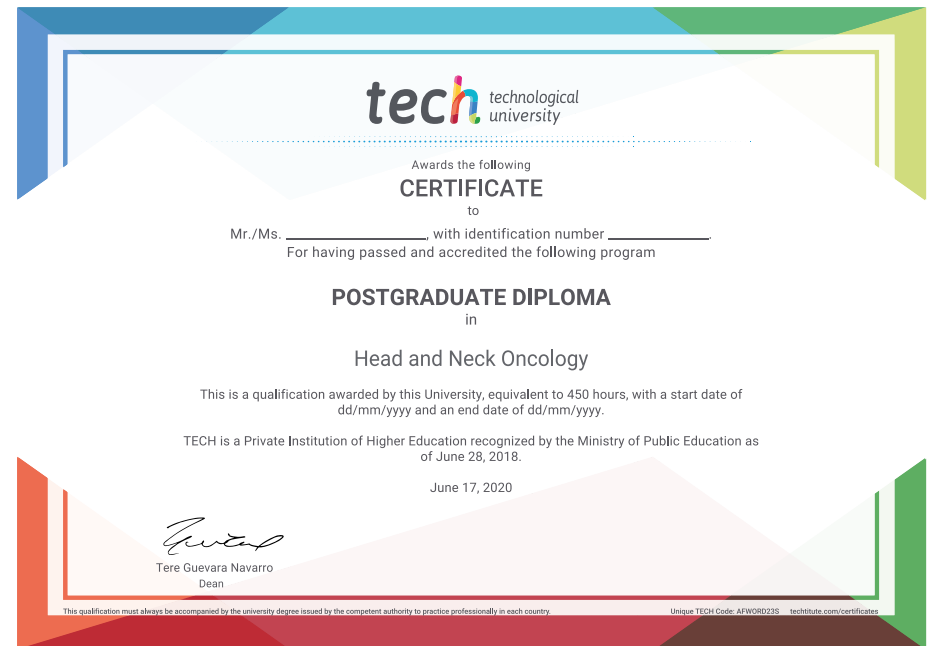 tech technological
university
Awards the following
CERTIFICATE
to
Mr./Ms. ____________________, with identification number ______________.
For having passed and accredited the following program
POSTGRADUATE DIPLOMA
in
Head and Neck Oncology
This is a qualification awarded by this University, equivalent to 450 hours, with a start date of
dd/mm/yyyy and an end date of dd/mm/yyyy.
TECH is a Private Institution of Higher Education recognized by the Ministry of Public Education as
of June 28, 2018.
June 17, 2020
Tere Guevara Navarro
Dean
This qualification must always be accompanied by the university degree issued by the competent authority to practice professionally in each country.
Unique TECH Code: AFWORD23S techtitute.com/certificates